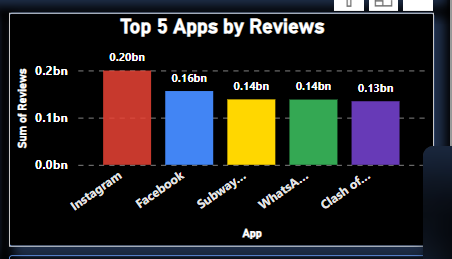 Top 5 Apps by Reviews
Sum of Reviews
0.2bn
0.1bn
0.0bn
0.20bn
0.16bn
0.14bn
0.14bn
0.13bn
Instagram
Facebook
Subway...
WhatsA...
Clash of...
App